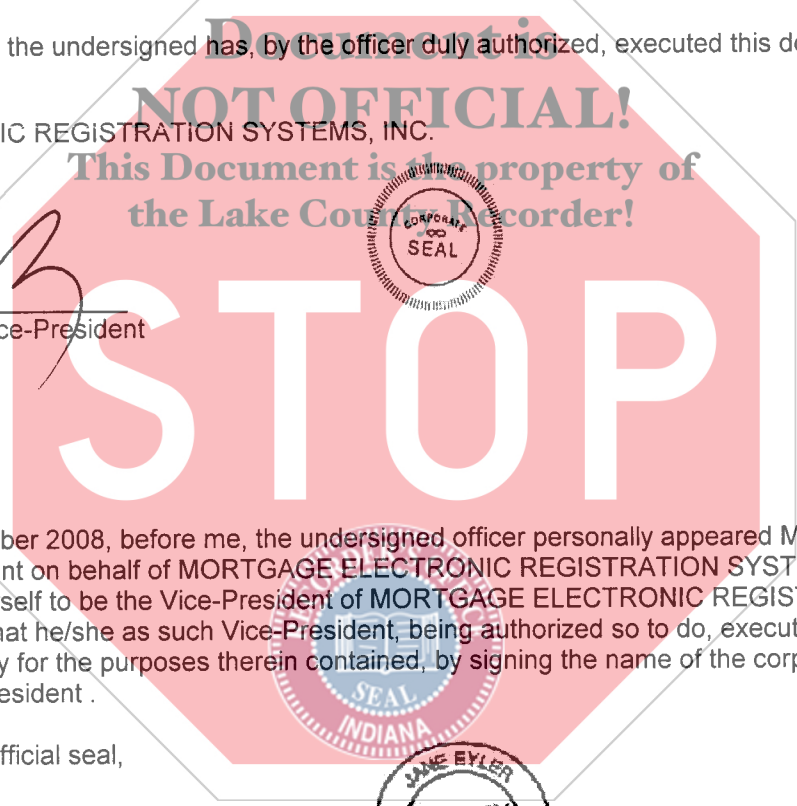 Document is
the undersigned has, by the officer duly authorized, executed this do
NOT OFFICIAL!
IC REGISTRATION SYSTEMS, INC.
This Document is the property of
the Lake County Recorder!
CORPORATE
SEAL
ce-President
STOP
ber 2008, before me, the undersigned officer personally appeared M
nt on behalf of MORTGAGE ELECTRONIC REGISTRATION SYST
self to be the Vice-President of MORTGAGE ELECTRONIC REGIS
hat he/she as such Vice-President, being authorized so to do, execut
y for the purposes therein contained, by signing the name of the corp
esident .
SEAL
INDIANA
fficial seal,
JANE EYLER